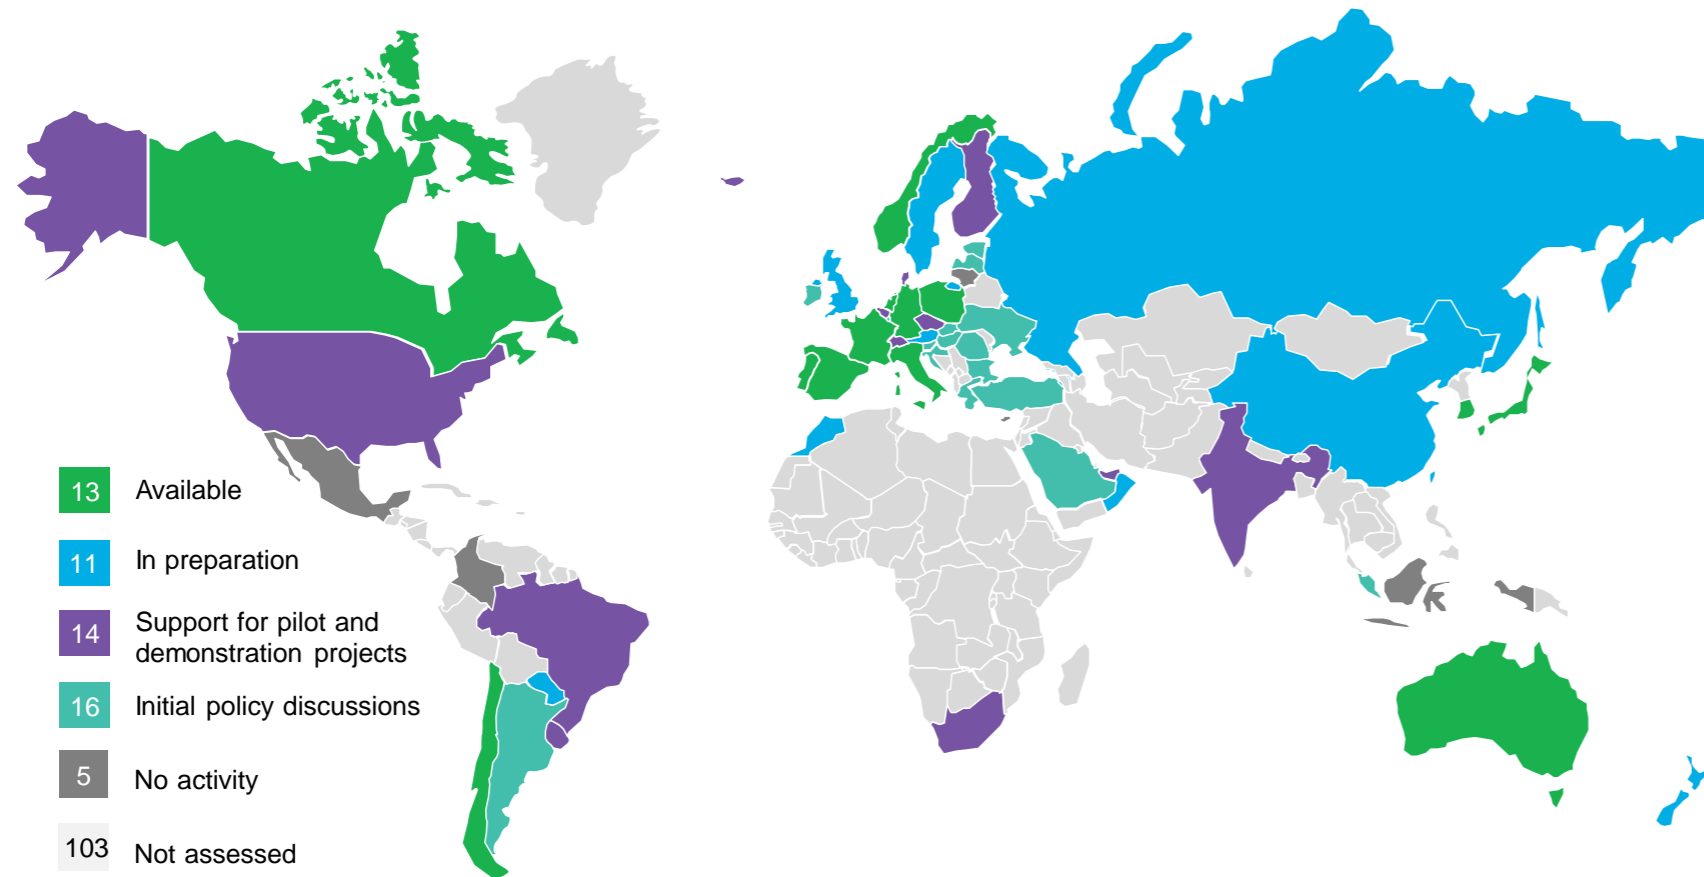 13 Available
11 In preparation
14 Support for pilot and
demonstration projects
16 Initial policy discussions
5 No activity
103 Not assessed